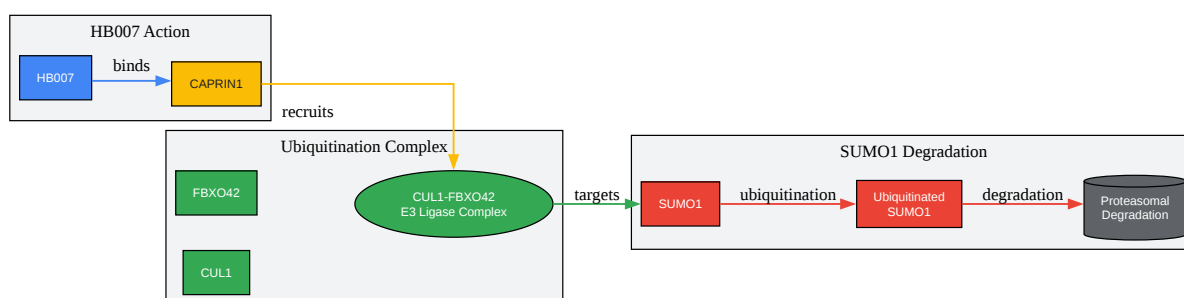 HB007 Action
HB007
binds
CAPRIN1
recruits
Ubiquitination Complex
FBXO42
CUL1-FBXO42
E3 Ligase Complex
CUL1
targets
SUMO1 Degradation
SUMO1
ubiquitination
Ubiquitinated
SUMO1
degradation
Proteasomal
Degradation